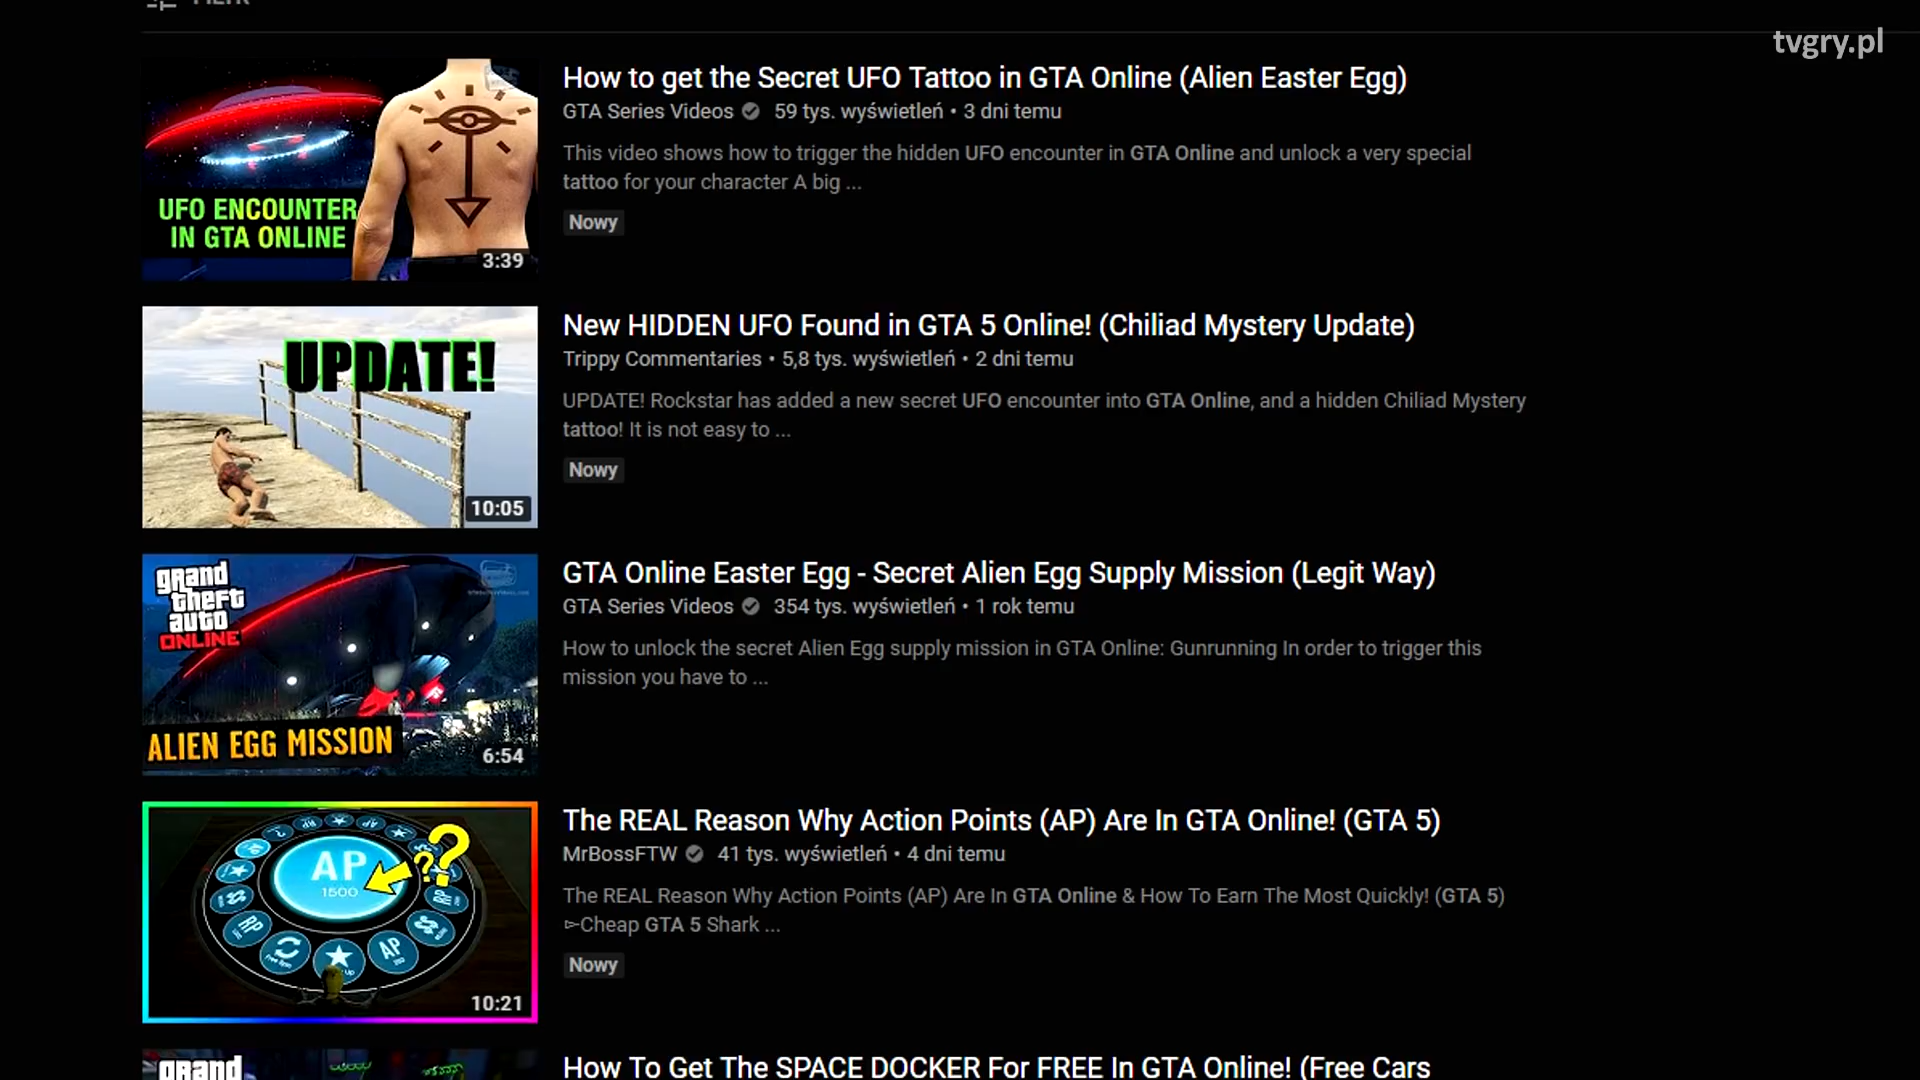 tvgry.pl
UFO ENCOUNTER
IN GTA ONLINE
3:39
How to get the Secret UFO Tattoo in GTA Online (Alien Easter Egg)
GTA Series Videos 59 tys. wyświetleń • 3 dni temu
This video shows how to trigger the hidden UFO encounter in GTA Online and unlock a very special
tattoo for your character A big ...
Nowy
UPDATE!
10:05
New HIDDEN UFO Found in GTA 5 Online! (Chiliad Mystery Update)
Trippy Commentaries • 5,8 tys. wyświetleń • 2 dni temu
UPDATE! Rockstar has added a new secret UFO encounter into GTA Online, and a hidden Chiliad Mystery
tattoo! It is not easy to ...
Nowy
grand
theft
auto
ONLINE
ALIEN EGG MISSION
6:54
GTA Online Easter Egg - Secret Alien Egg Supply Mission (Legit Way)
GTA Series Videos 354 tys. wyświetleń • 1 rok temu
How to unlock the secret Alien Egg supply mission in GTA Online: Gunrunning In order to trigger this
mission you have to ...
AP
1500
??
RP
AP
10:21
The REAL Reason Why Action Points (AP) Are In GTA Online! (GTA 5)
MrBossFTW 41 tys. wyświetleń • 4 dni temu
The REAL Reason Why Action Points (AP) Are In GTA Online & How To Earn The Most Quickly! (GTA 5)
▻Cheap GTA 5 Shark ...
Nowy
grand
How To Get The SPACE DOCKER For FREE In GTA Online! (Free Cars